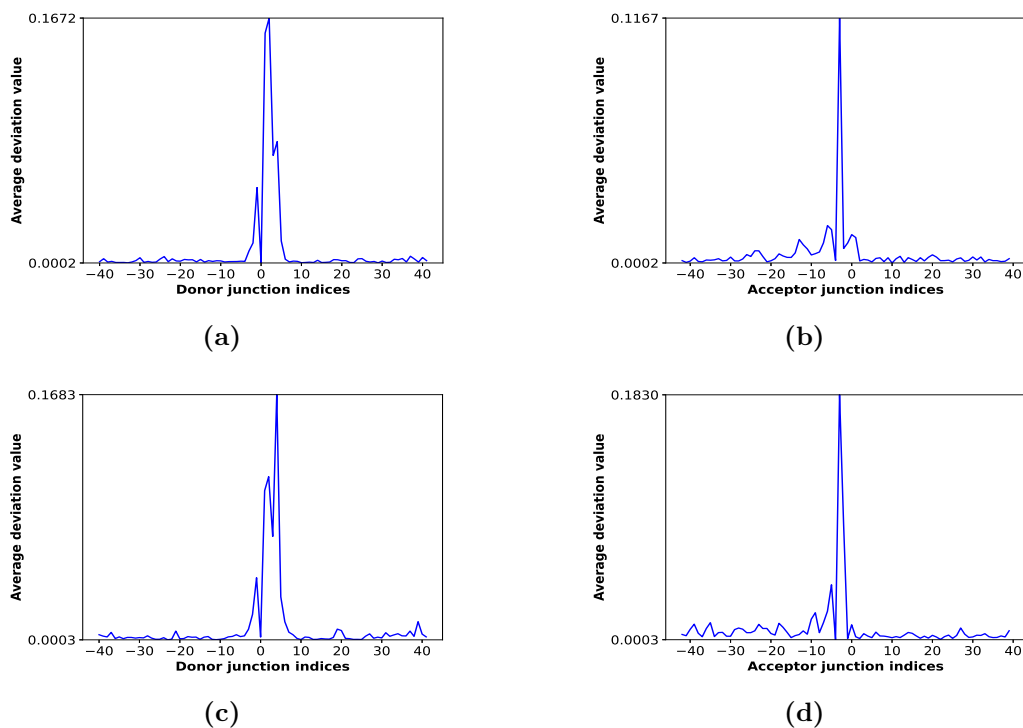 0.1672
Average deviation value
0.0002
−40 −30 −20 −10 0 10 20 30 40
Donor junction indices
(a)
0.1167
Average deviation value
0.0002
−40 −30 −20 −10 0 10 20 30 40
Acceptor junction indices
(b)
0.1683
Average deviation value
0.0003
−40 −30 −20 −10 0 10 20 30 40
Donor junction indices
(c)
0.1830
Average deviation value
0.0003
−40 −30 −20 −10 0 10 20 30 40
Acceptor junction indices
(d)